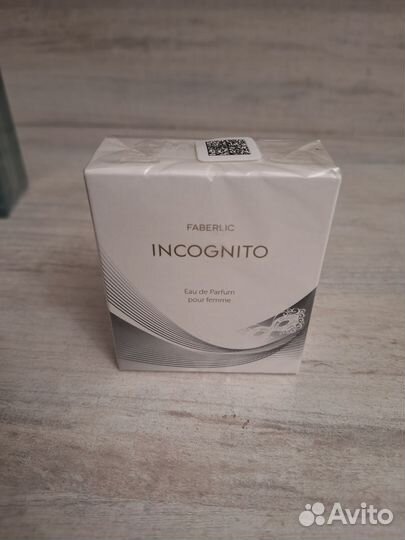 FABERLIC
INCOGNITO
Eau de Parfum
pour femme
Avito